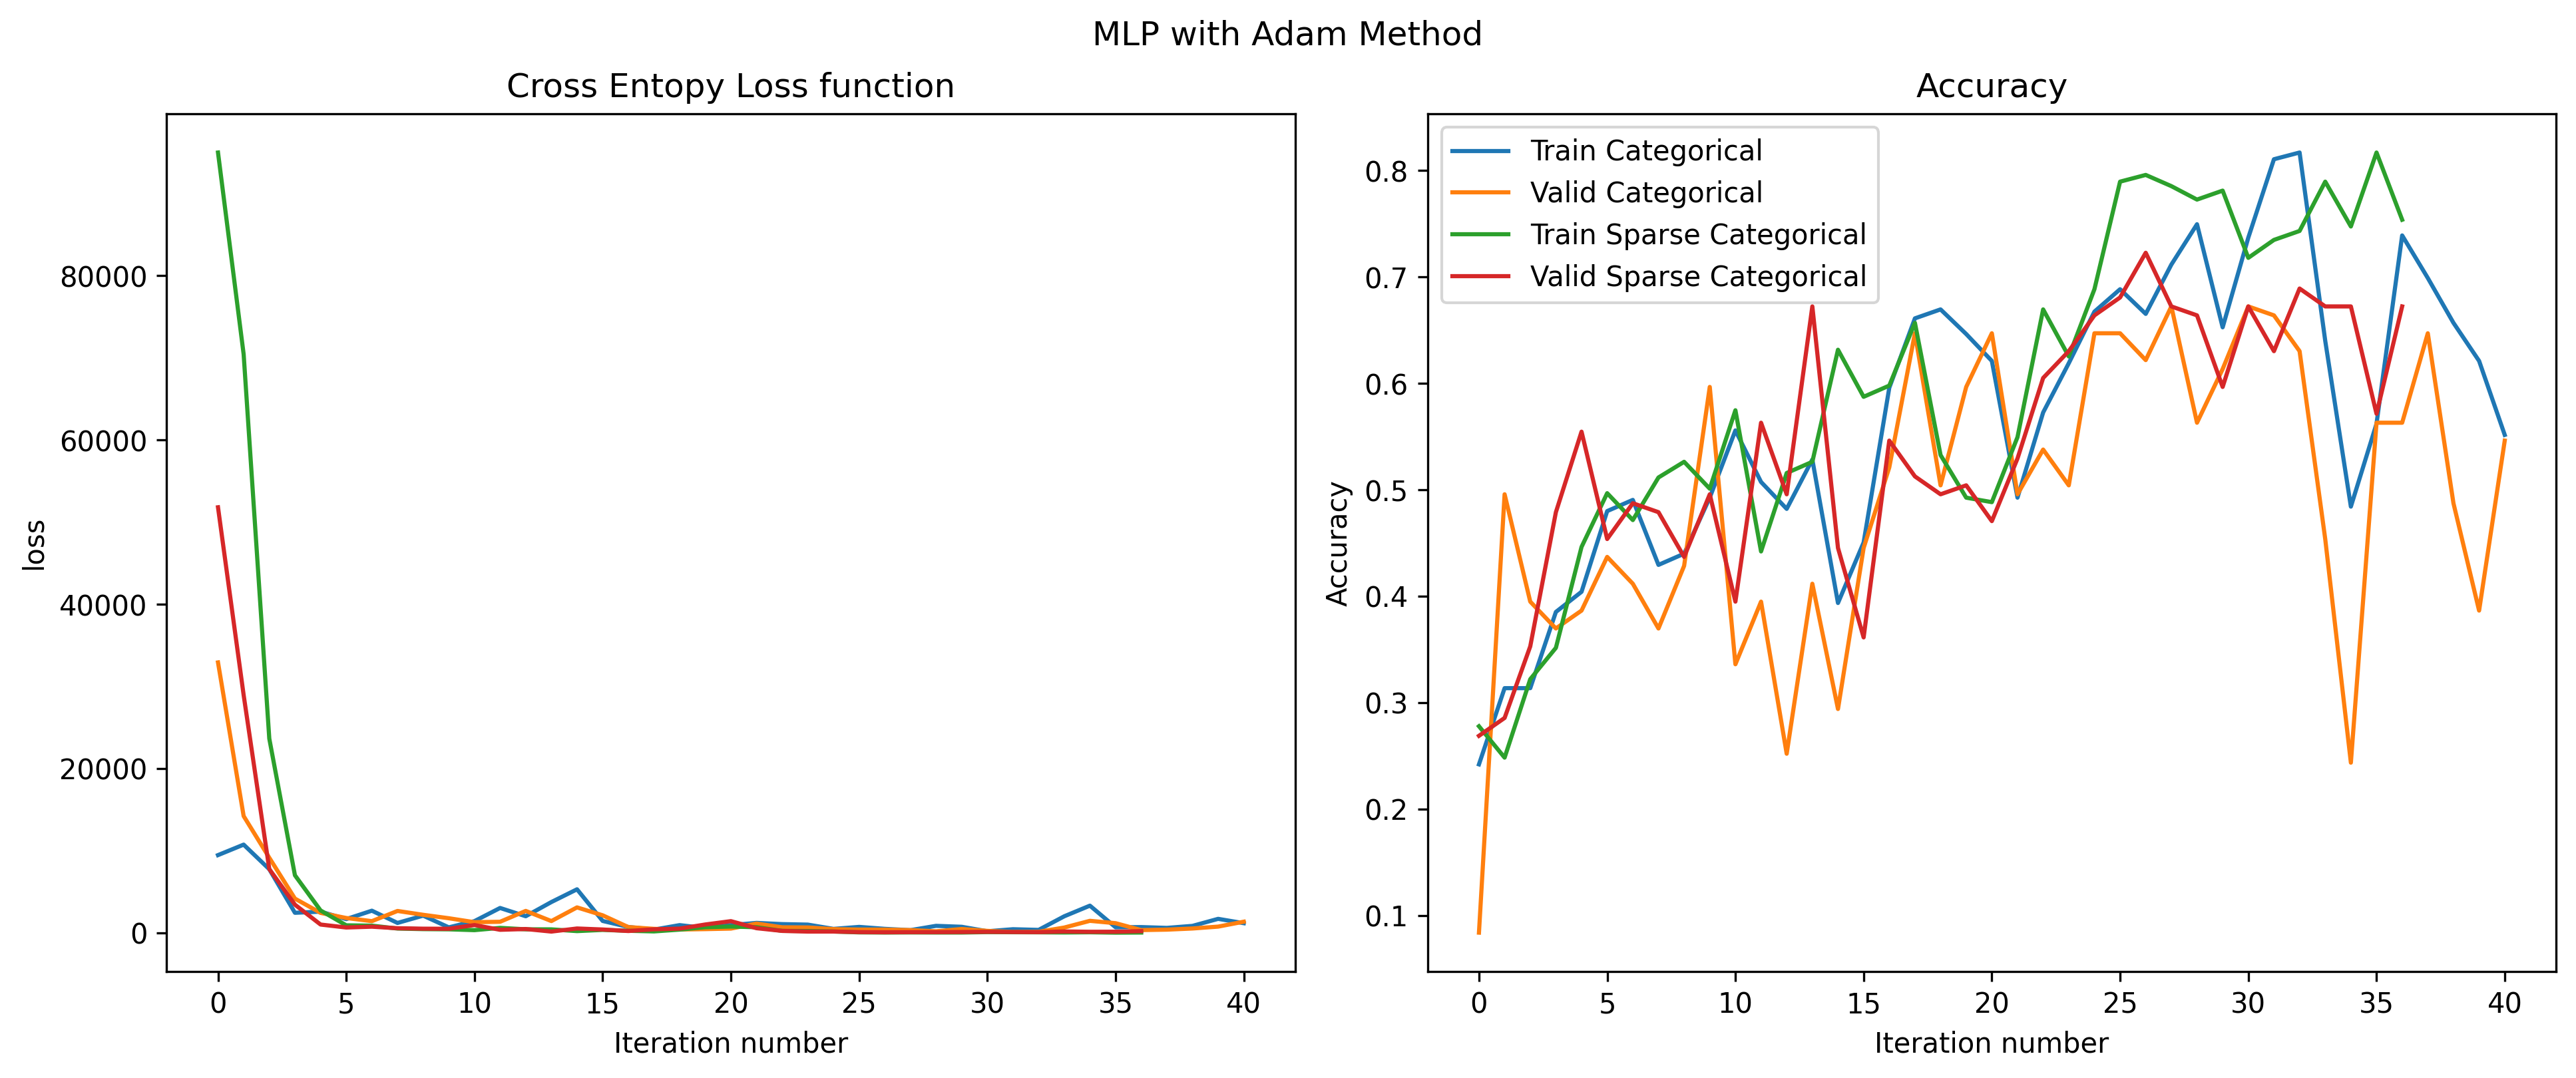 MLP with Adam Method
Cross Entopy Loss function
loss
80000
60000
40000
20000
0
0 5 10 15 20 25 30 35 40
Iteration number
Accuracy
Train Categorical
Valid Categorical
Train Sparse Categorical
Valid Sparse Categorical
Accuracy
0.8
0.7
0.6
0.5
0.4
0.3
0.2
0.1
0 5 10 15 20 25 30 35 40
Iteration number